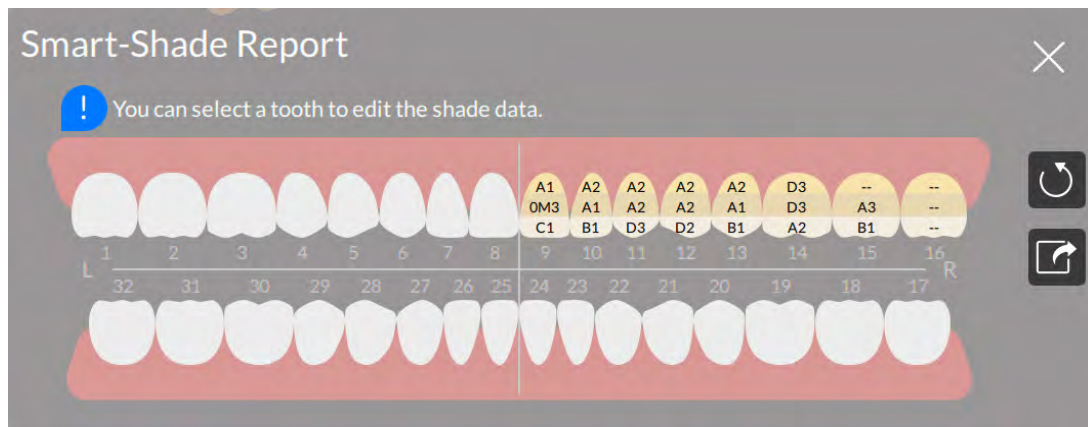 Smart-Shade Report
! You can select a tooth to edit the shade data.
A1 A2 A2 A2 A2 D3 -- --
0M3 A1 A2 A2 A1 D3 A3 --
C1 B1 D3 D2 B1 A2 B1 --
1 2 3 4 5 6 7 8 9 10 11 12 13 14 15 16
L R
32 31 30 29 28 27 26 25 24 23 22 21 20 19 18 17